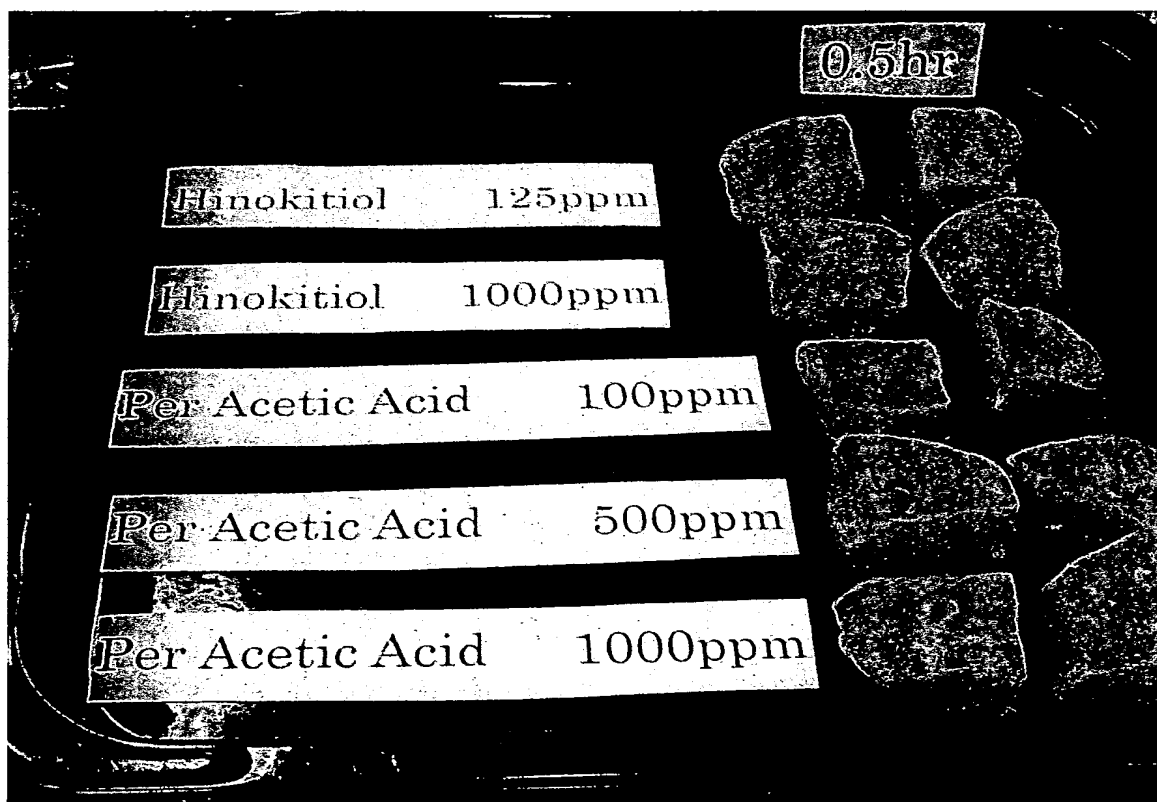 0.5hr
Hinokitiol 125ppm
Hinokitiol 1000ppm
Per Acetic Acid 100ppm
Per Acetic Acid 500ppm
Per Acetic Acid 1000ppm